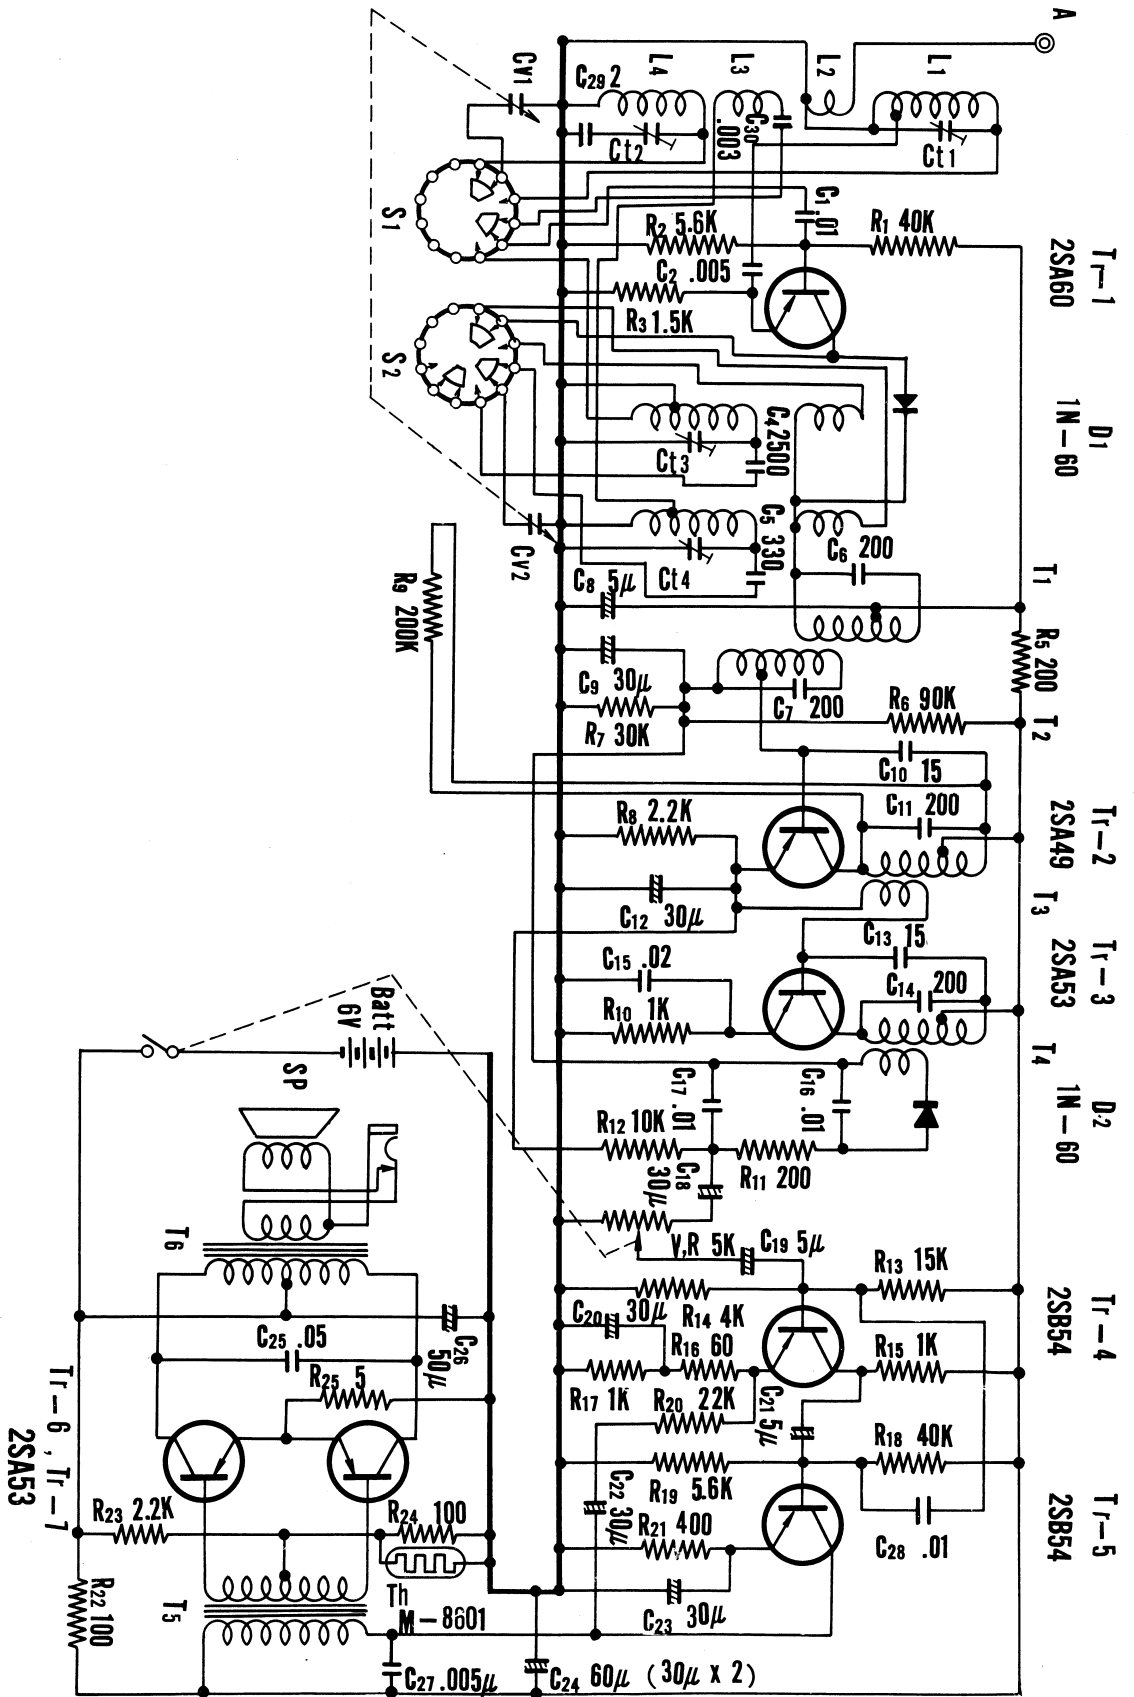 A
L1
L2
L3
L4
Ct1
C30 .003
C29 2
Ct2
CV1
C1 .01
R1 40K
Tr-1
2SA60
R2 5.6K
C2 .005
R3 1.5K
S1
S2
D1
1N-60
C4 2500
Ct3
C5 330
Ct4
C6 200
CV2
T1
C8 5μ
R9 200K
R5 200
C9 30μ
R7 30K
C7 200
R6 90K
T2
C10 15
C11 200
R8 2.2K
Tr-2
2SA49
C12 30μ
T3
C13 15
C15 .02
C14 200
R10 1K
Tr-3
2SA53
T4
C17 .01
C16 .01
D2
1N-60
R12 10K
R11 200
C18 30μ
V,R 5K
C19 5μ
R13 15K
R14 4K
C20 30μ
R16 60
R15 1K
Tr-4
2SB54
R17 1K
R20 22K
C21 5μ
R18 40K
R19 5.6K
C22 30μ
R21 400
C28 .01
Tr-5
2SB54
C23 30μ
Batt
6V
SP
T6
C25 .05
C26 50μ
R25 5
Tr-6 , Tr-7
2SA53
R23 2.2K
R24 100
R22 100
T5
Th
M-8601
C27 .005μ
C24 60μ (30μ x 2)